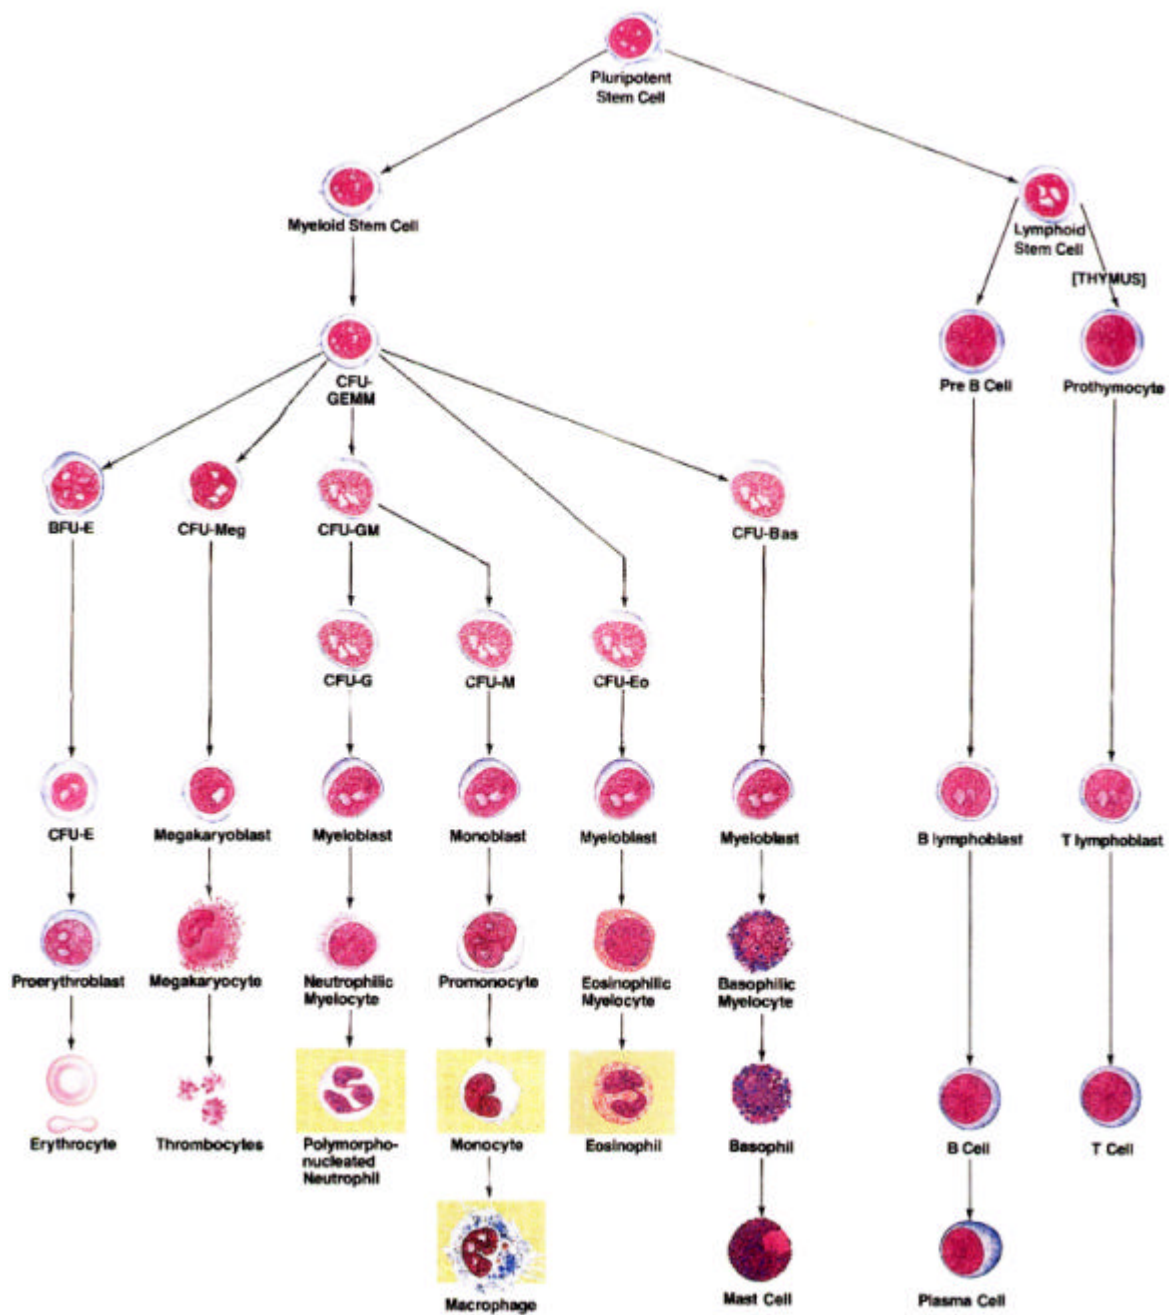 Pluripotent
Stem Cell
Myeloid Stem Cell
Lymphoid
Stem Cell
[THYMUS]
CFU-
GEMM
Pre B Cell
Prothymocyte
BFU-E
CFU-Meg
CFU-GM
CFU-Bas
CFU-G
CFU-M
CFU-Eo
CFU-E
Megakaryoblast
Myeloblast
Monoblast
Myeloblast
Myeloblast
B lymphoblast
T lymphoblast
Proerythroblast
Megakaryocyte
Neutrophilic
Myelocyte
Promonocyte
Eosinophilic
Myelocyte
Basophilic
Myelocyte
Erythrocyte
Thrombocytes
Polymorpho-
nucleated
Neutrophil
Monocyte
Eosinophil
Basophil
B Cell
T Cell
Macrophage
Mast Cell
Plasma Cell